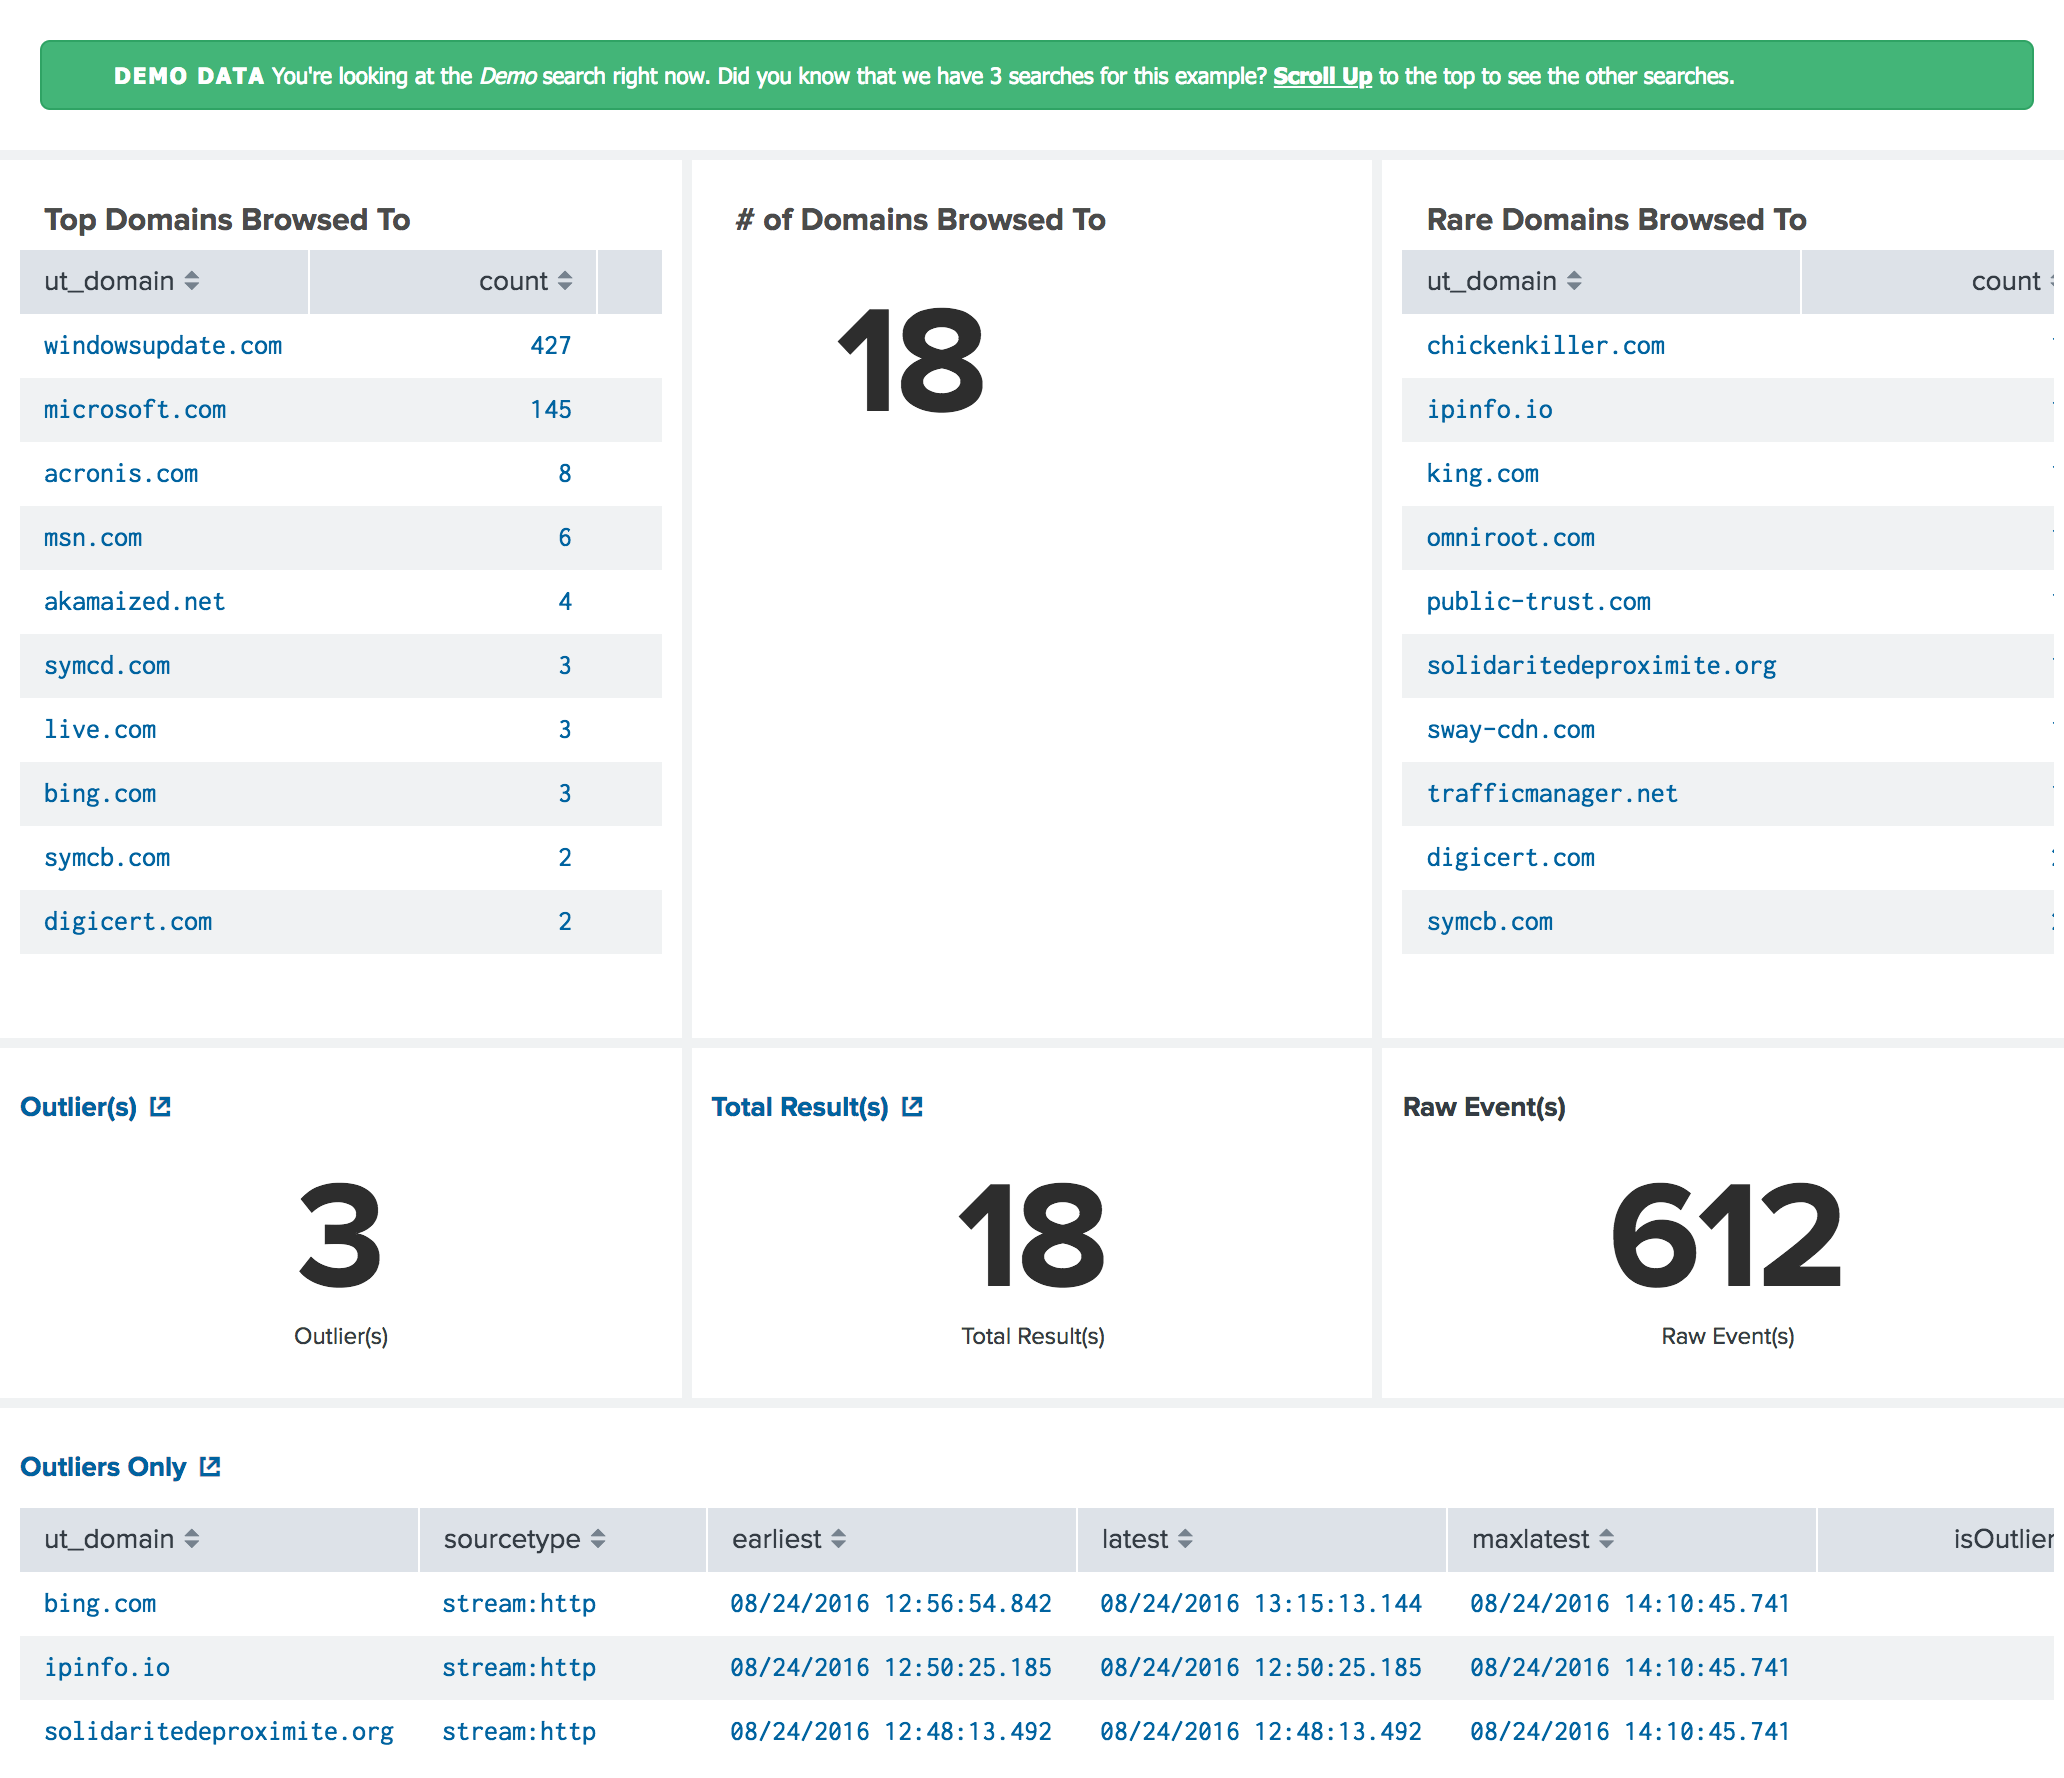 DEMO DATA You're looking at the Demo search right now. Did you know that we have 3 searches for this example? Scroll Up to the top to see the other searches.
Top Domains Browsed To
ut_domain count
windowsupdate.com 427
microsoft.com 145
acronis.com 8
msn.com 6
akamaized.net 4
symcd.com 3
live.com 3
bing.com 3
symcb.com 2
digicert.com 2
# of Domains Browsed To
18
Rare Domains Browsed To
ut_domain count
chickenkiller.com
ipinfo.io
king.com
omniroot.com
public-trust.com
solidaritedeproximite.org
sway-cdn.com
trafficmanager.net
digicert.com
symcb.com
Outlier(s)
3
Outlier(s)
Total Result(s)
18
Total Result(s)
Raw Event(s)
612
Raw Event(s)
Outliers Only
ut_domain sourcetype earliest latest maxlatest isOutlier
bing.com stream:http 08/24/2016 12:56:54.842 08/24/2016 13:15:13.144 08/24/2016 14:10:45.741
ipinfo.io stream:http 08/24/2016 12:50:25.185 08/24/2016 12:50:25.185 08/24/2016 14:10:45.741
solidaritedeproximite.org stream:http 08/24/2016 12:48:13.492 08/24/2016 12:48:13.492 08/24/2016 14:10:45.741